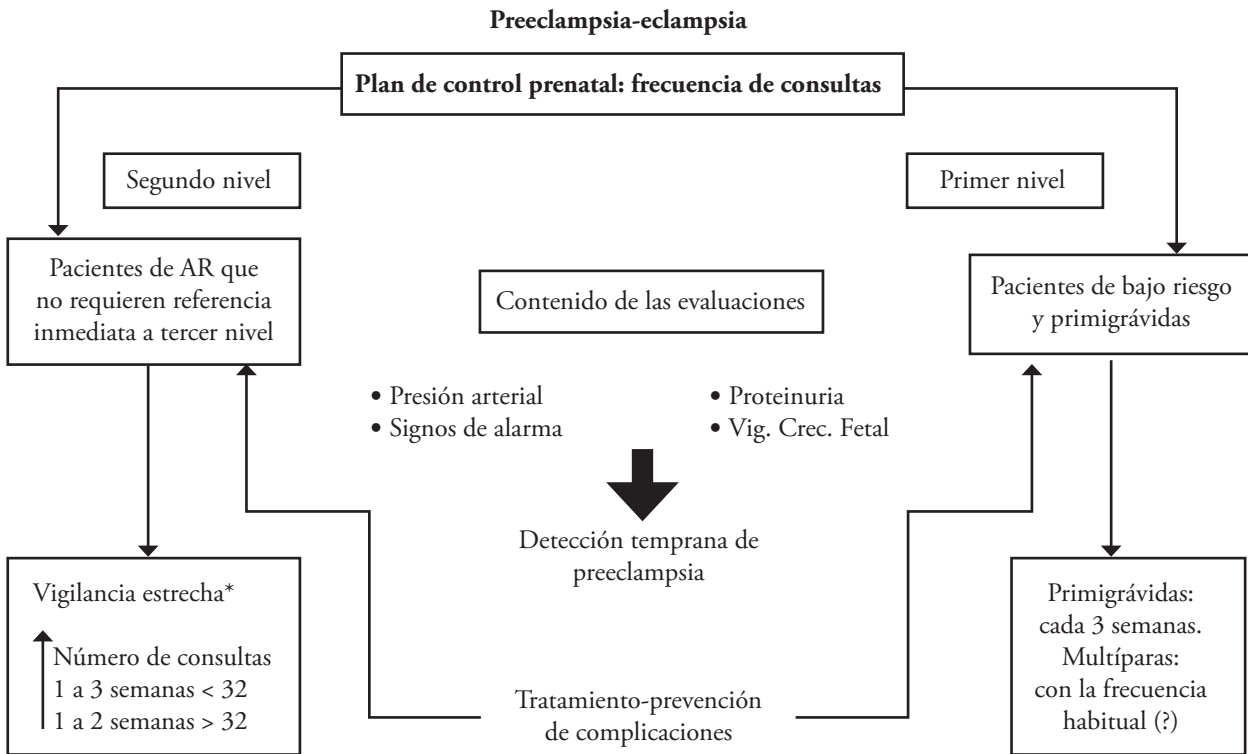 Preeclampsia-eclampsia
Plan de control prenatal: frecuencia de consultas
Segundo nivel
Primer nivel
Pacientes de AR que
no requieren referencia
inmediata a tercer nivel
Contenido de las evaluaciones
Pacientes de bajo riesgo
y primigrávidas
• Presión arterial
• Signos de alarma
• Proteinuria
• Vig. Crec. Fetal
Detección temprana de
preeclampsia
Vigilancia estrecha*
Número de consultas
1 a 3 semanas < 32
1 a 2 semanas > 32
Tratamiento-prevención
de complicaciones
Primigrávidas:
cada 3 semanas.
Multíparas:
con la frecuencia
habitual (?)